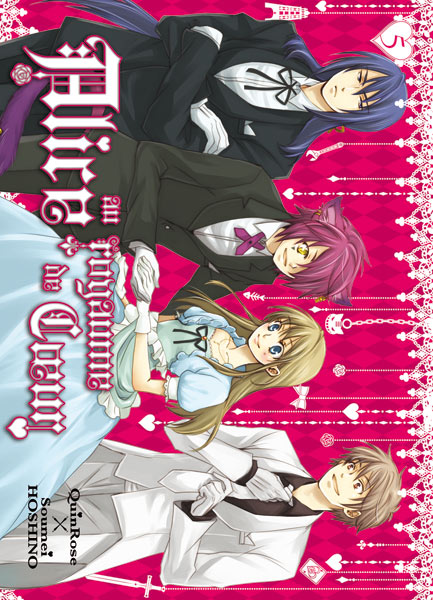 5
Alice
au
royaume
de Cœur
QuinRose
×
Soumei
HOSHINO